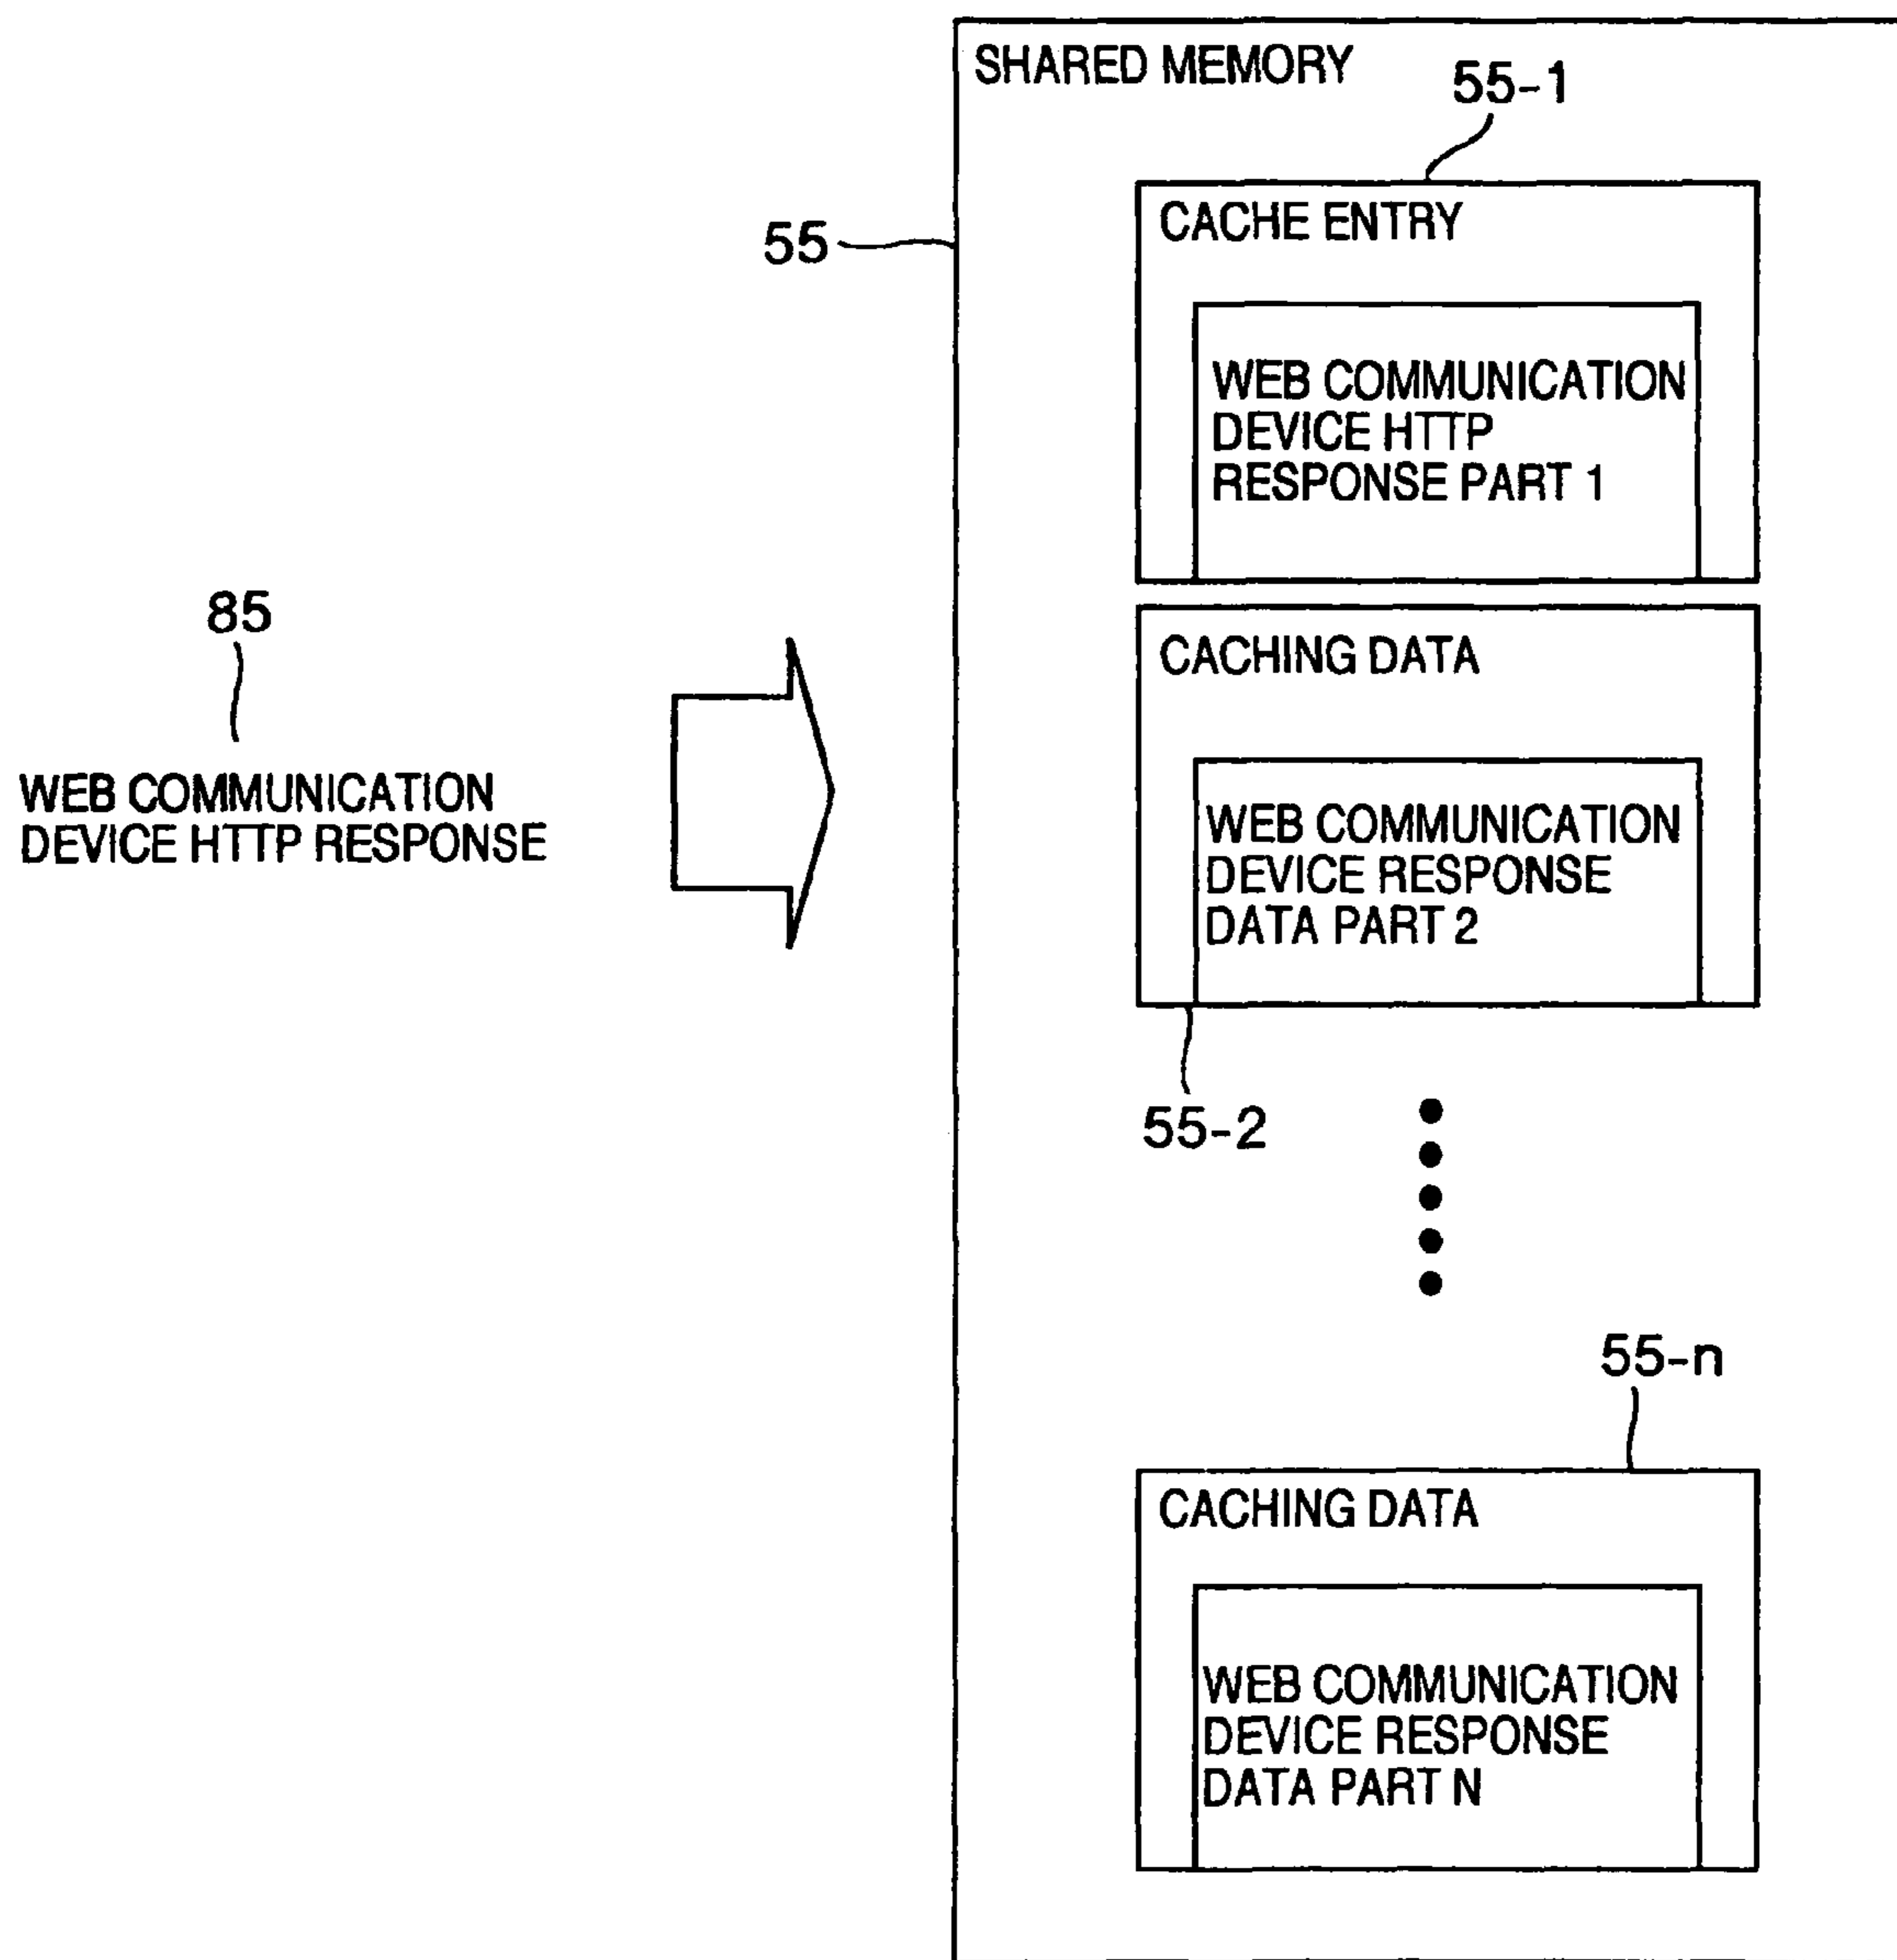 SHARED MEMORY
55-1
55
CACHE ENTRY
WEB COMMUNICATION
DEVICE HTTP
RESPONSE PART 1
85
WEB COMMUNICATION
DEVICE HTTP RESPONSE
CACHING DATA
WEB COMMUNICATION
DEVICE RESPONSE
DATA PART 2
55-2
55-n
CACHING DATA
WEB COMMUNICATION
DEVICE RESPONSE
DATA PART N